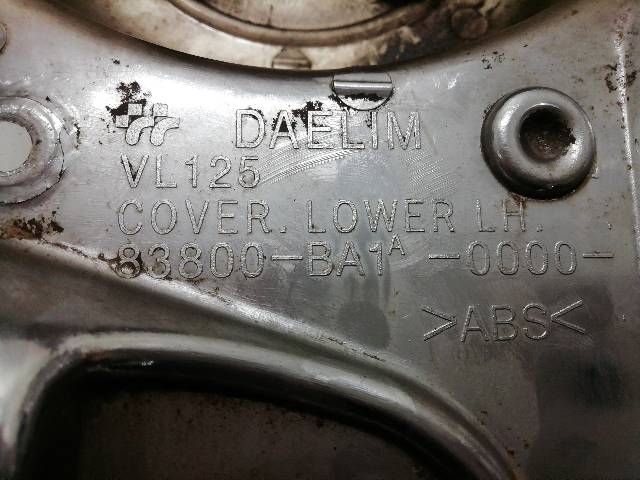 DAELIM
VL125
COVER. LOWER LH.
83800-BA1A-0000-
>ABS<